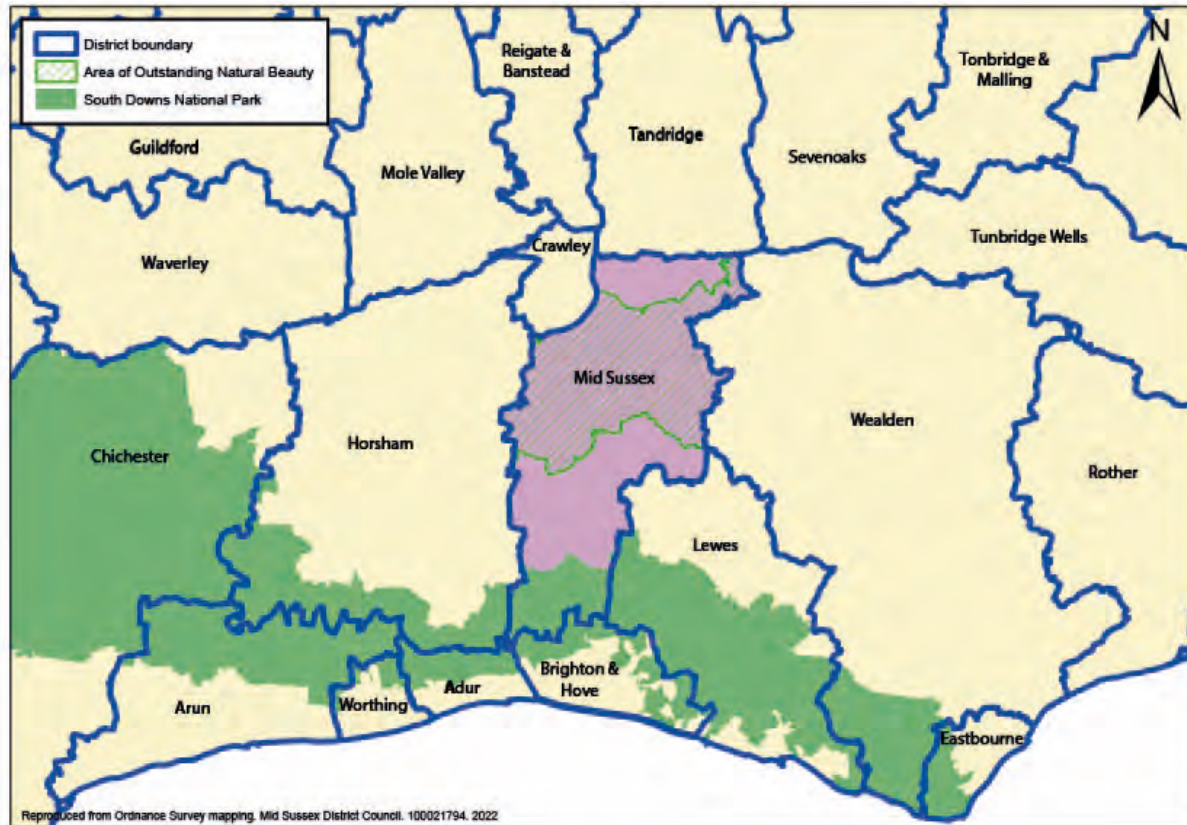 District boundary
Area of Outstanding Natural Beauty
South Downs National Park
N
Reigate &
Banstead
Tonbridge &
Malling
Tandridge
Guildford
Mole Valley
Sevenoaks
Crawley
Tunbridge Wells
Waverley
Mid Sussex
Wealden
Horsham
Chichester
Rother
Lewes
Brighton &
Hove
Adur
Worthing
Arun
Eastbourne
Reproduced from Ordnance Survey mapping. Mid Sussex District Council. 100021794. 2022